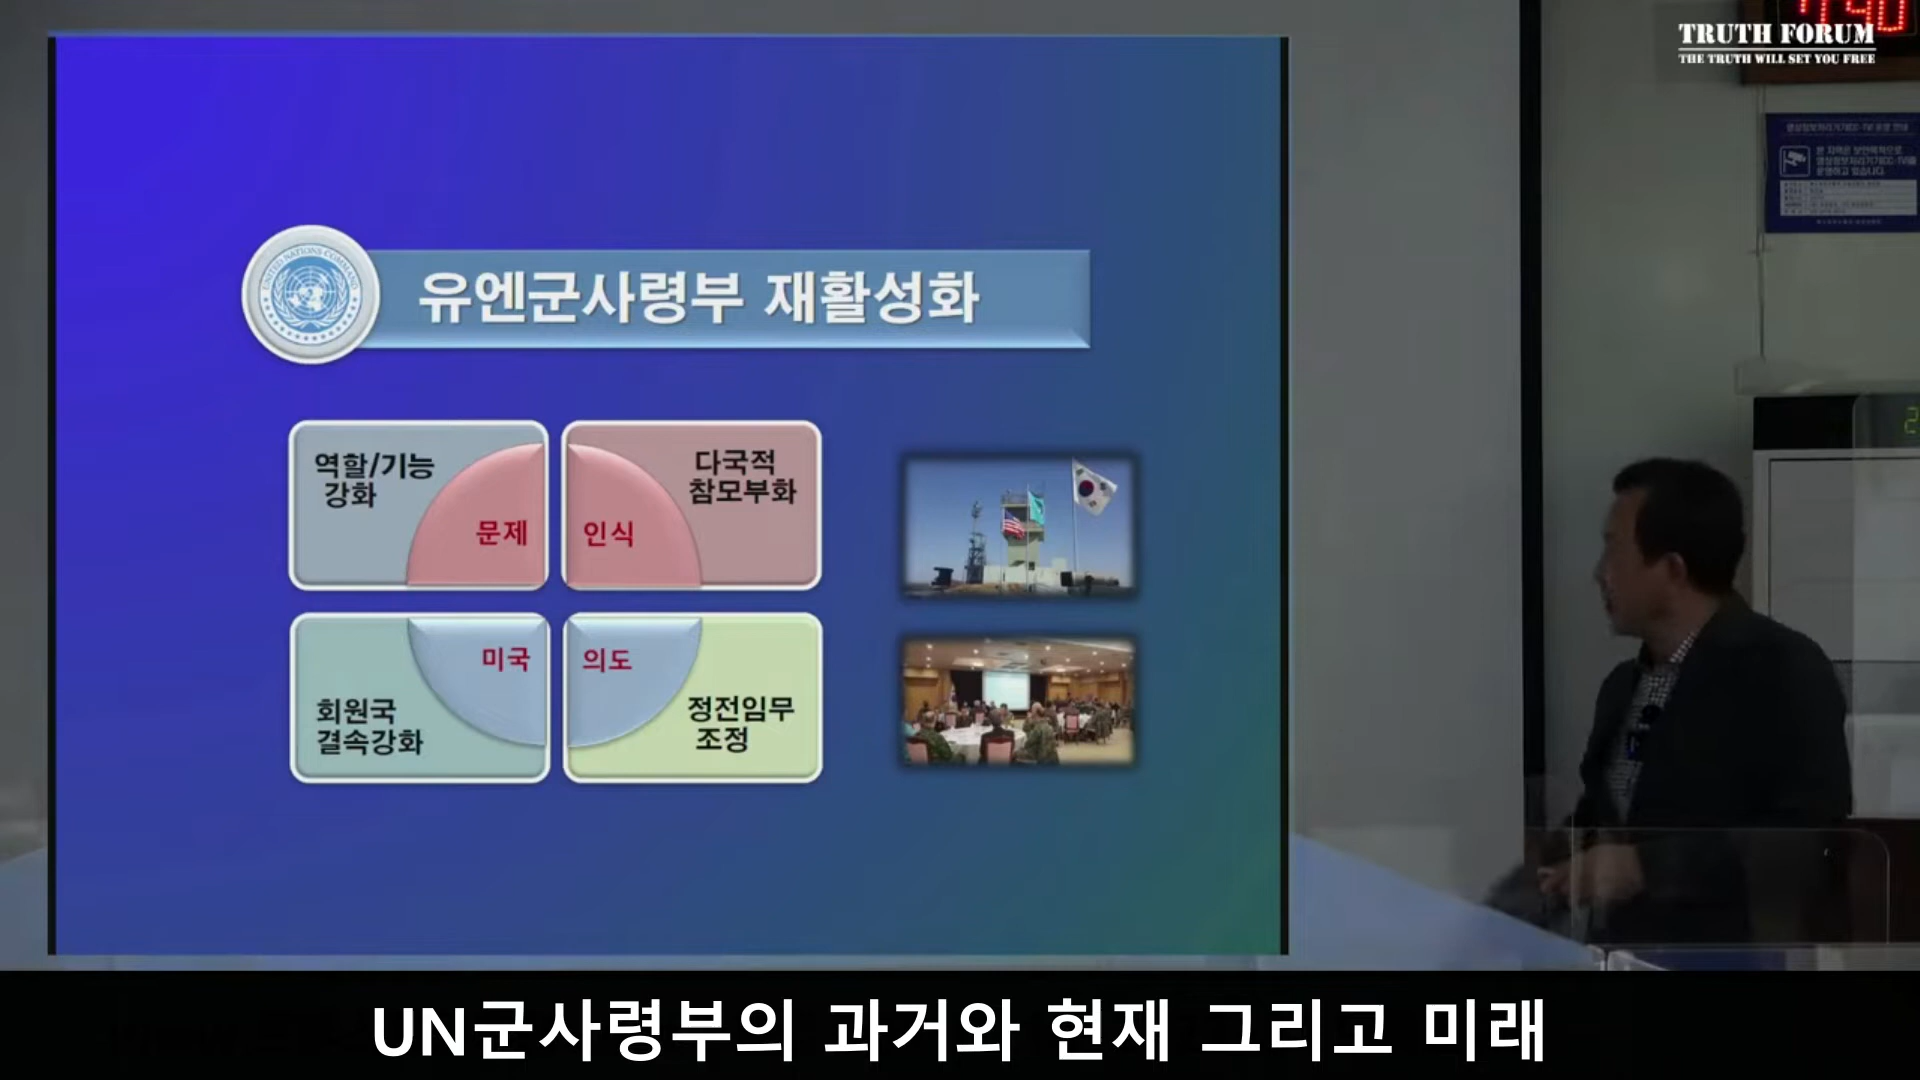 TRUTH FORUM
THE TRUTH WILL SET YOU FREE
UNITED NATIONS COMMAND
유엔군사령부 재활성화
역할/기능
강화
문제
인식
다국적
참모부화
미국
의도
회원국
결속강화
정전임무
조정
UN군사령부의 과거와 현재 그리고 미래